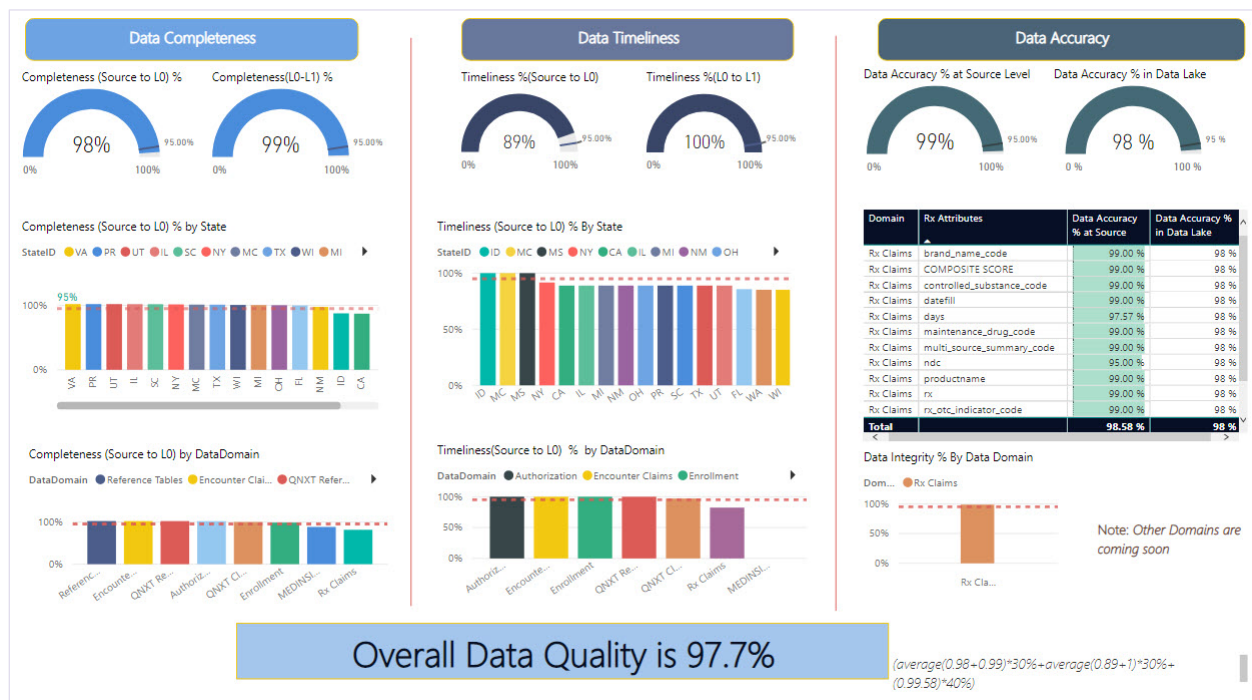 Data Completeness
Data Timeliness
Data Accuracy
Completeness (Source to L0) %
Completeness(L0-L1) %
98%
95.00%
0%
100%
99%
95.00%
0%
100%
Timeliness %(Source to L0)
Timeliness %(L0 to L1)
89%
95.00%
0%
100%
100%
95.00%
0%
100%
Data Accuracy % at Source Level
Data Accuracy % in Data Lake
99%
95.00%
0%
100%
98 %
95 %
0 %
100 %
Completeness (Source to L0) % by State
StateID VA PR UT IL SC NY MC TX WI MI
95%
100%
0%
VA PR UT IL SC NY MC TX WI MI OH FL NM ID CA
Completeness (Source to L0) by DataDomain
DataDomain Reference Tables Encounter Clai... QNXT Refer...
100%
0%
Referenc... Encounte... QNXT Re... Authoriz... QNXT Cl... Enrollment MEDINSI... Rx Claims
Timeliness (Source to L0) % By State
StateID ID MC MS NY CA IL MI NM OH
100%
50%
0%
ID MC MS NY CA IL MI NM OH PR SC TX UT FL WA WI
Timeliness(Source to L0) % by DataDomain
DataDomain Authorization Encounter Claims Enrollment
100%
50%
0%
Authoriz... Encounte... Enrollment QNXT Re... QNXT Cl... Rx Claims MEDINSI...
Domain Rx Attributes Data Accuracy % at Source Data Accuracy % in Data Lake
Rx Claims brand_name_code 99.00 % 98 %
Rx Claims COMPOSITE SCORE 99.00 % 98 %
Rx Claims controlled_substance_code 99.00 % 98 %
Rx Claims datefill 99.00 % 98 %
Rx Claims days 97.57 % 98 %
Rx Claims maintenance_drug_code 99.00 % 98 %
Rx Claims multi_source_summary_code 99.00 % 98 %
Rx Claims ndc 95.00 % 98 %
Rx Claims productname 99.00 % 98 %
Rx Claims rx 99.00 % 98 %
Rx Claims rx_otc_indicator_code 99.00 % 98 %
Total 98.58 % 98 %
Data Integrity % By Data Domain
Dom... Rx Claims
100%
50%
0%
Rx Cla...
Note: Other Domains are
coming soon
Overall Data Quality is 97.7%
(average(0.98+0.99)*30%+average(0.89+1)*30%+
(0.99.58)*40%)